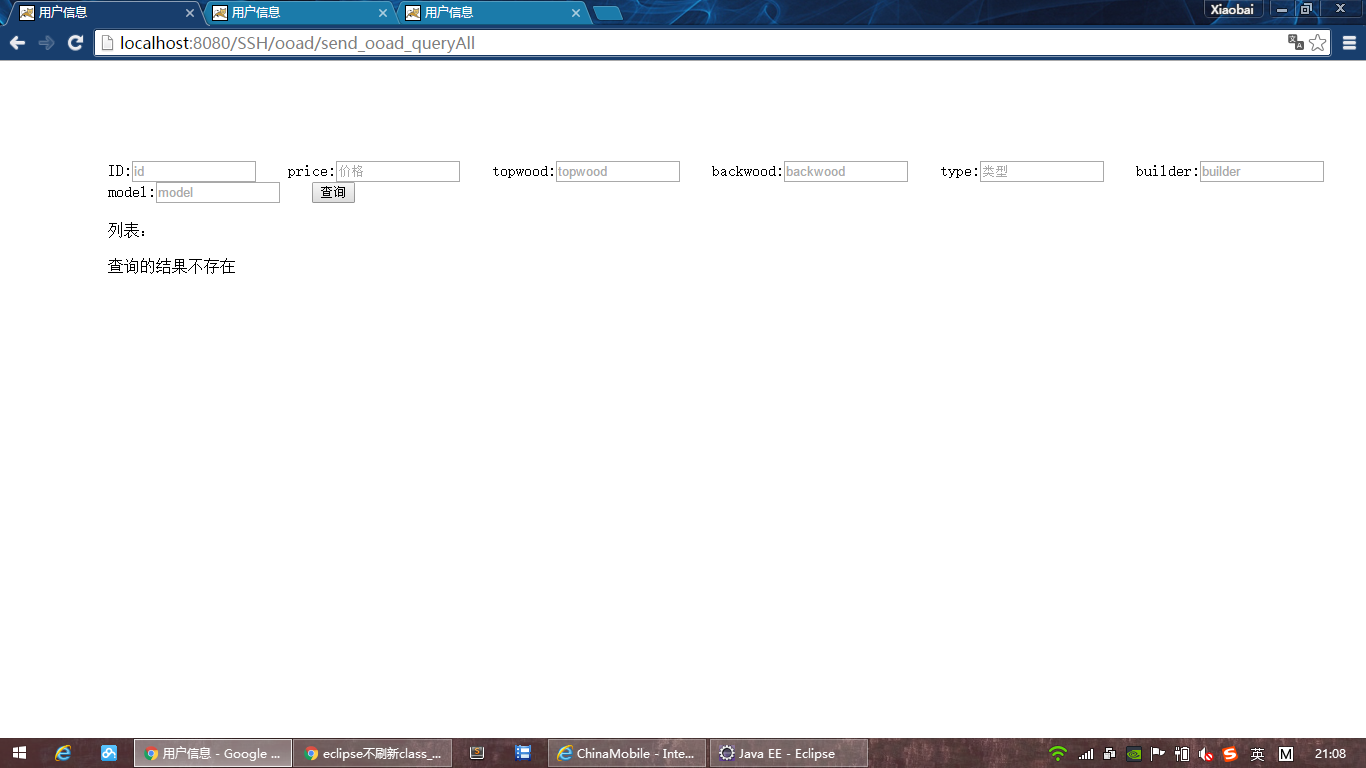 用户信息
用户信息
用户信息
Xiaobai
localhost:8080/SSH/ooad/send_ooad_queryAll
ID: id price: 价格 topwood: topwood backwood: backwood type: 类型 builder: builder
model: model 查询
列表:
查询的结果不存在
用户信息 - Google ...
eclipse不刷新class_...
ChinaMobile - Inte...
Java EE - Eclipse
英
M
21:08